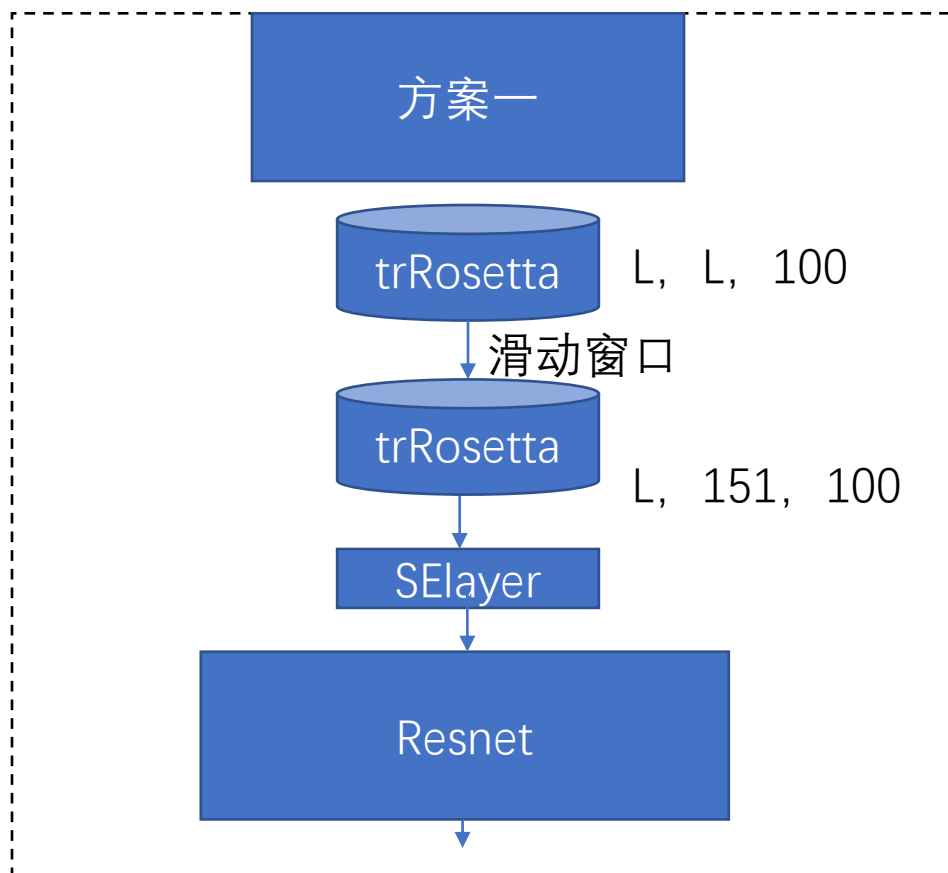 方案一
trRosetta
L, L, 100
滑动窗口
trRosetta
L, 151, 100
SElayer
Resnet